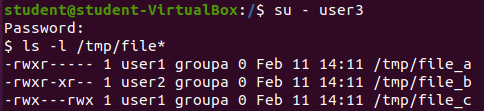 student@student-VirtualBox:/$ su - user3
Password:
$ ls -l /tmp/file*
-rwxr----- 1 user1 groupa 0 Feb 11 14:11 /tmp/file_a
-rwxr-xr-- 1 user2 groupa 0 Feb 11 14:11 /tmp/file_b
-rwx---rwx 1 user1 groupa 0 Feb 11 14:11 /tmp/file_c